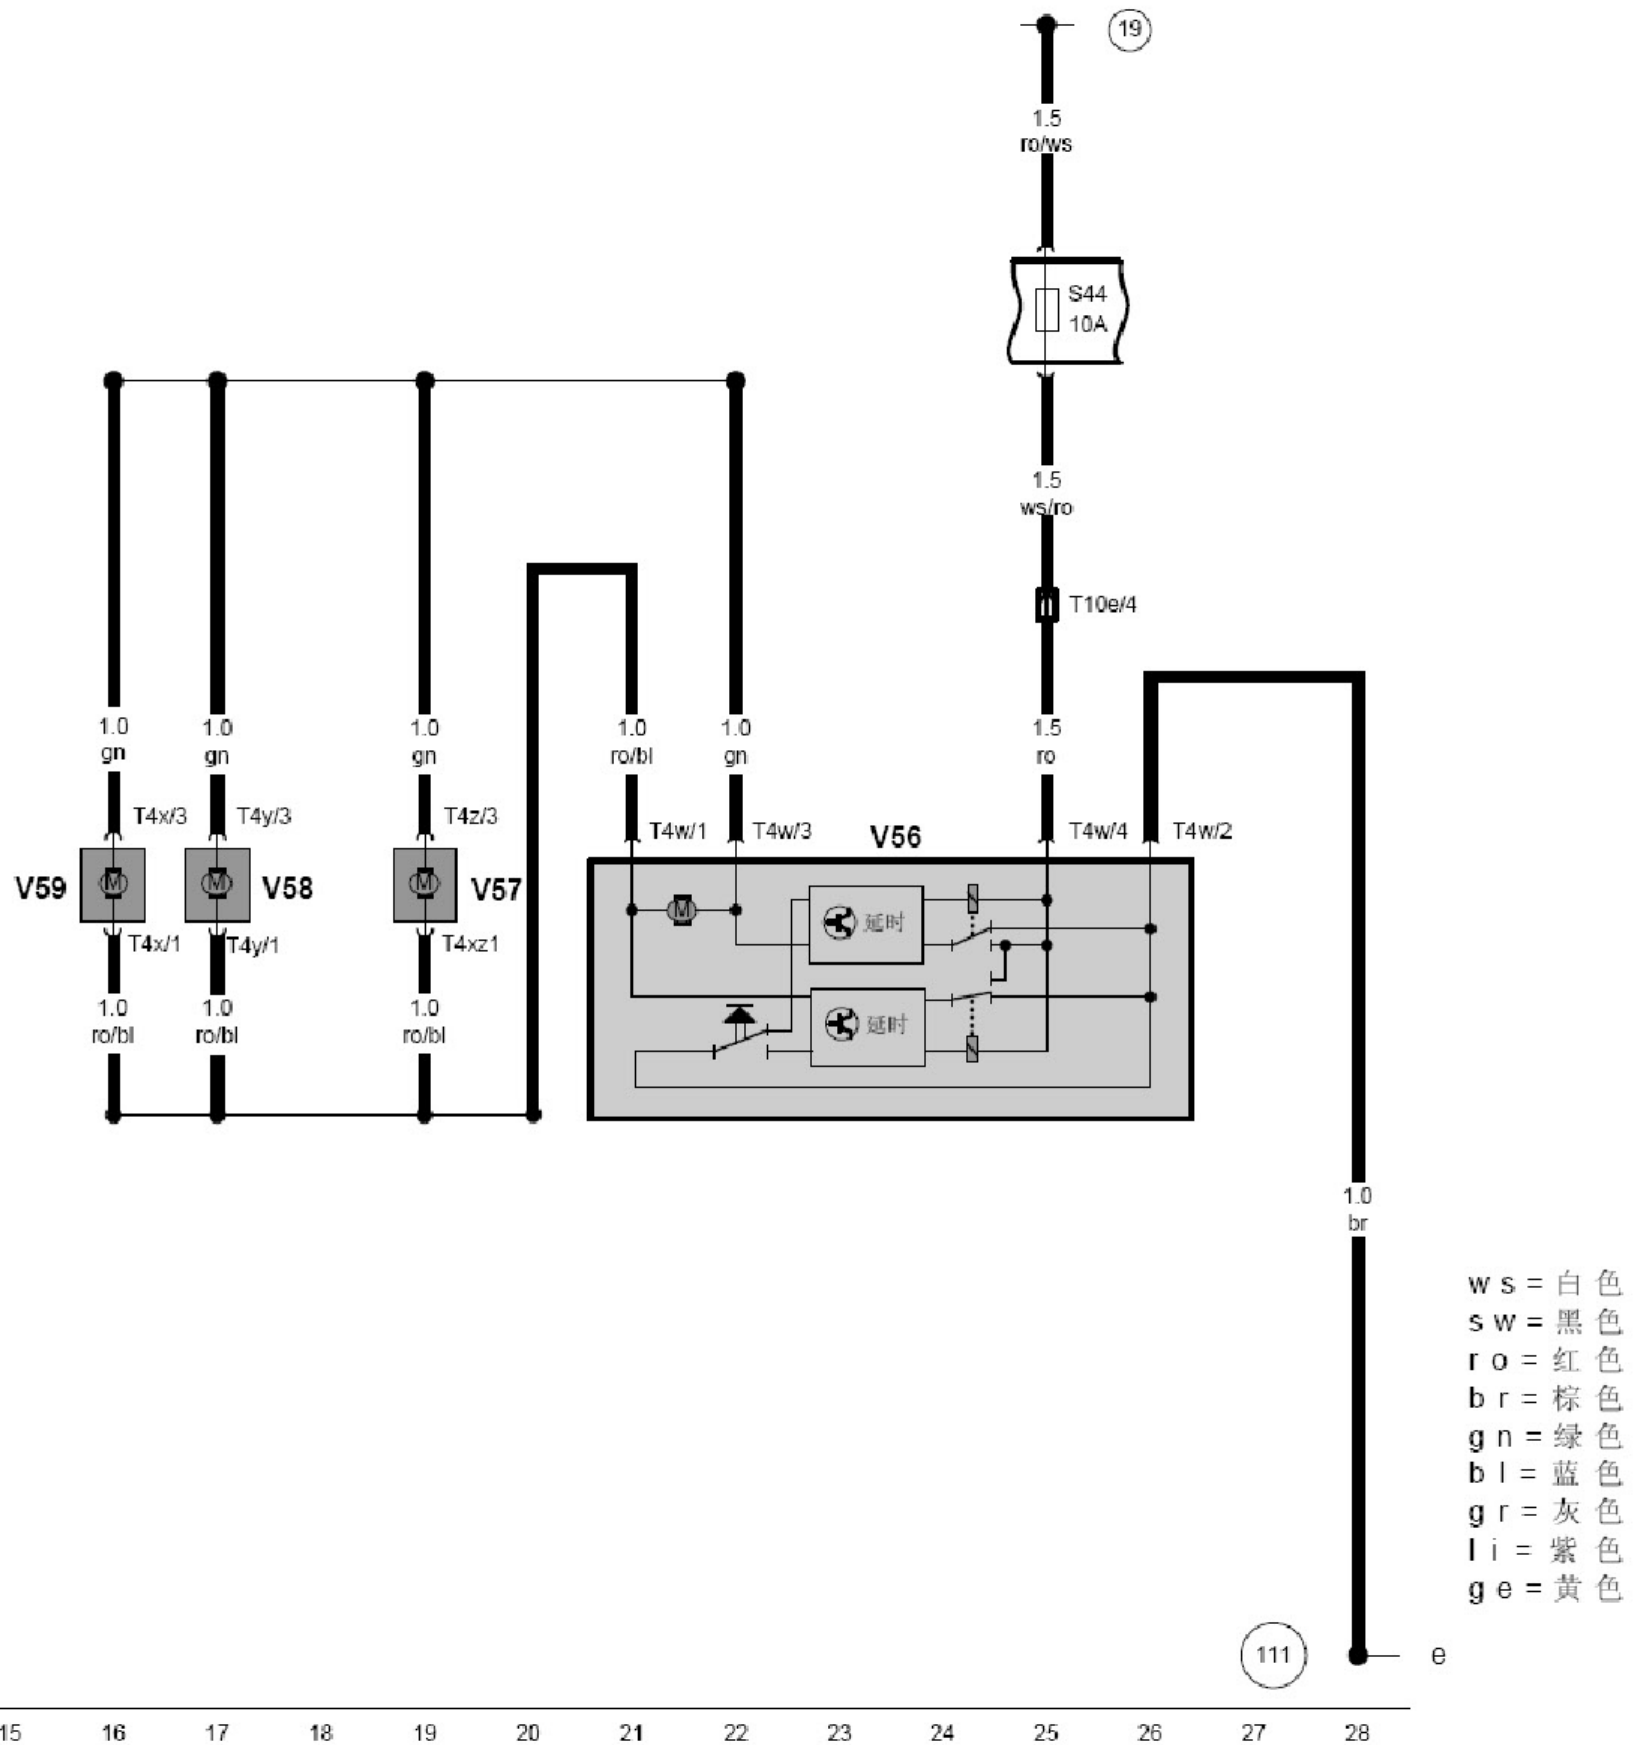 19
1.5
ro/ws
S44
10A
1.5
ws/ro
T10e/4
1.0
gn
1.0
gn
1.0
gn
1.0
ro/bl
1.0
gn
1.5
ro
T4x/3
T4y/3
T4z/3
T4w/1
T4w/3
V56
T4w/4
T4w/2
V59
M
M
V58
M
V57
M
延时
T4x/1
T4y/1
T4xz1
1.0
ro/bl
1.0
ro/bl
1.0
ro/bl
延时
1.0
br
ws=白色
sw=黑色
ro=红色
br=棕色
gn=绿色
bl=蓝色
gr=灰色
li=紫色
ge=黄色
111
e
15 16 17 18 19 20 21 22 23 24 25 26 27 28